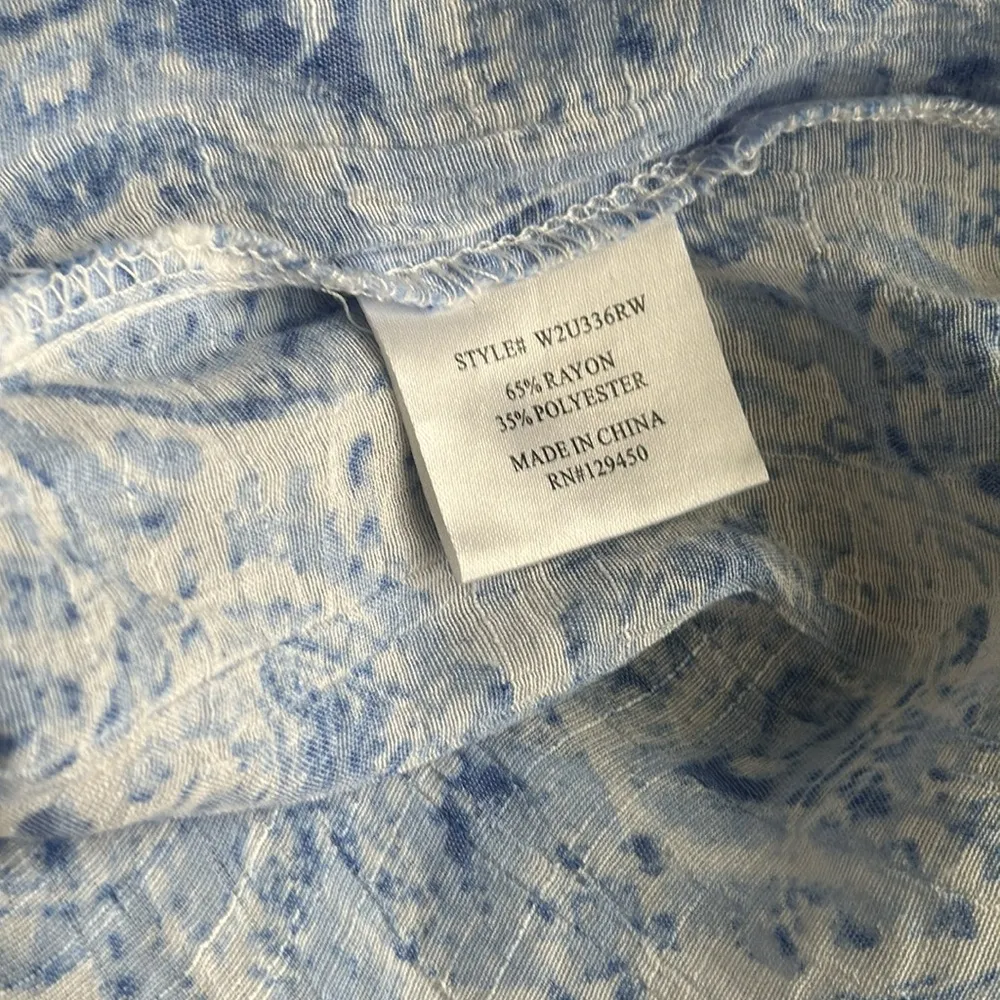 STYLE# W2U336RW
65% RAYON
35% POLYESTER
MADE IN CHINA
RN#129450